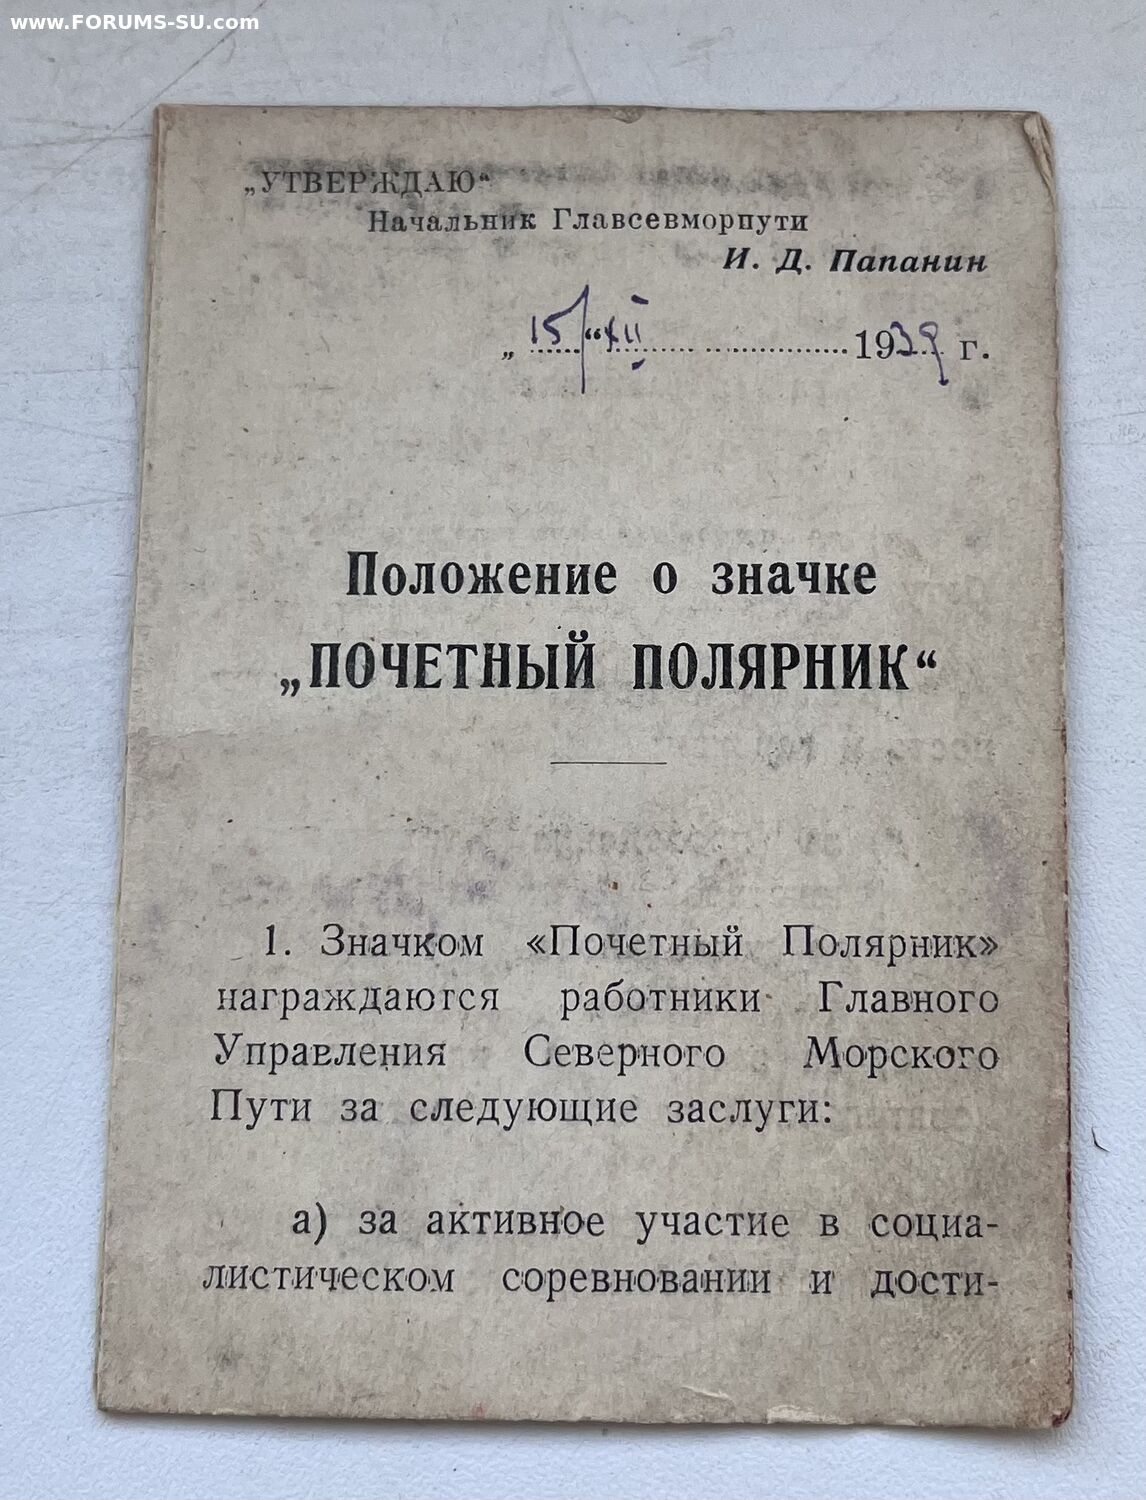 www.FORUMS-SU.com
„УТВЕРЖДАЮ“
Начальник Главсевморпути
И. Д. Папанин
„ 15 “ XII 1939 г.
Положение о значке
„ПОЧЕТНЫЙ ПОЛЯРНИК“
1. Значком «Почетный Полярник»
награждаются работники Главного
Управления Северного Морского
Пути за следующие заслуги:
а) за активное участие в социа-
листическом соревновании и дости-